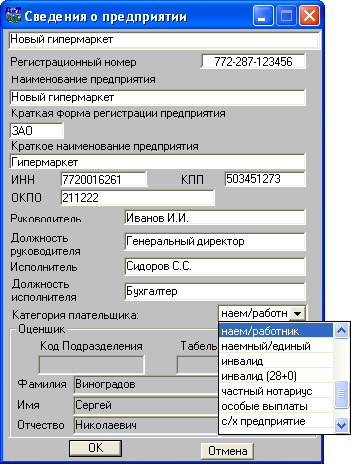 Сведения о предприятии
Новый гипермаркет
Регистрационный номер 772-287-123456
Наименование предприятия
Новый гипермаркет
Краткая форма регистрации предприятия
ЗАО
Краткое наименование предприятия
Гипермаркет
ИНН 7720016261 КПП 503451273
ОКПО 211222
Руководитель Иванов И.И.
Должность руководителя Генеральный директор
Исполнитель Сидоров С.С.
Должность исполнителя Бухгалтер
Категория плательщика: наем/работн
наем/работник
наемный/единый
инвалид
инвалид (28+0)
частный нотариус
особые выплаты
с/х предприятие
Оценщик
Код Подразделения Табель
Фамилия Виноградов
Имя Сергей
Отчество Николаевич
OK Отмена